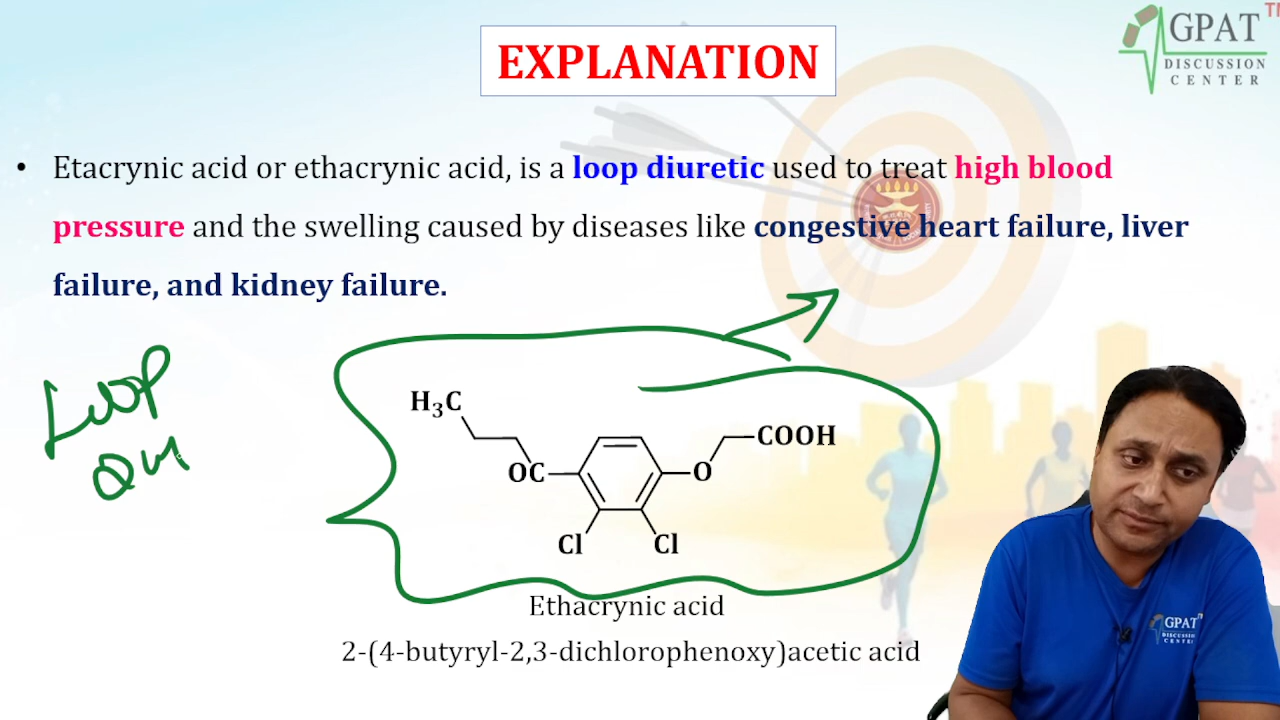 EXPLANATION
GPAT
DISCUSSION
CENTER
• Etacrynic acid or ethacrynic acid, is a loop diuretic used to treat high blood
pressure and the swelling caused by diseases like congestive heart failure, liver
failure, and kidney failure.
LOOP
H₃C
COOH
OC
O
Cl
Cl
Ethacrynic acid
2-(4-butyryl-2,3-dichlorophenoxy)acetic acid
GPAT
DISCUSSION
CENTER